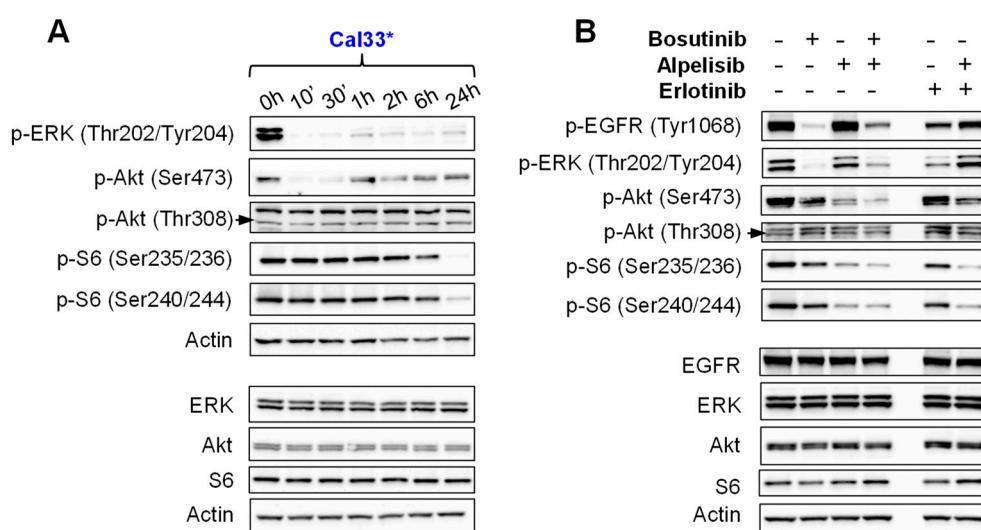 A
Cal33*
0h 10' 30' 1h 2h 6h 24h
p-ERK (Thr202/Tyr204)
p-Akt (Ser473)
p-Akt (Thr308)
p-S6 (Ser235/236)
p-S6 (Ser240/244)
Actin
ERK
Akt
S6
Actin
B
Bosutinib - + - + - -
Alpelisib - - + + - +
Erlotinib - - - - + +
p-EGFR (Tyr1068)
p-ERK (Thr202/Tyr204)
p-Akt (Ser473)
p-Akt (Thr308)
p-S6 (Ser235/236)
p-S6 (Ser240/244)
EGFR
ERK
Akt
S6
Actin